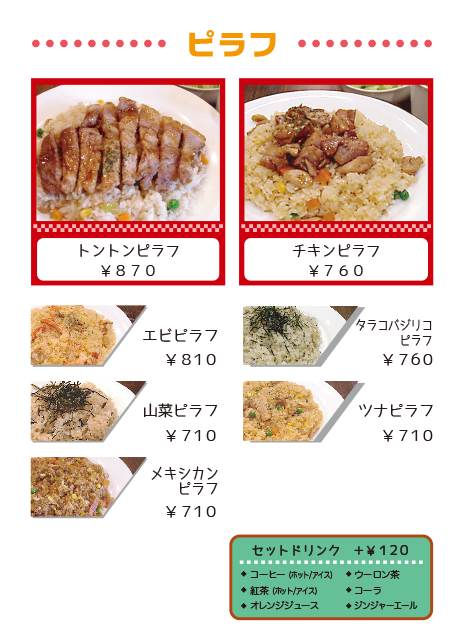 ピラフ
トントンピラフ
￥870
チキンピラフ
￥760
エビピラフ
￥810
タラコバジリコ
ピラフ
￥760
山菜ピラフ
￥710
ツナピラフ
￥710
メキシカン
ピラフ
￥710
セットドリンク　+￥120
◆ コーヒー (ホット/アイス)
◆ ウーロン茶
◆ 紅茶 (ホット/アイス)
◆ コーラ
◆ オレンジジュース
◆ ジンジャーエール